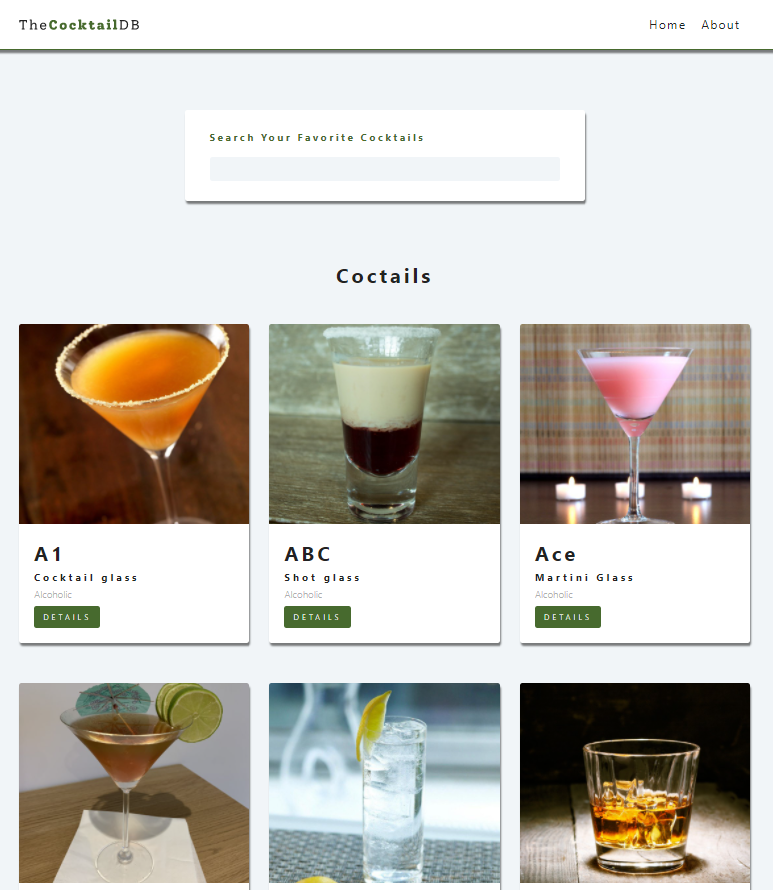 TheCocktailDB
Home About
Search Your Favorite Cocktails
Coctails
A1
Cocktail glass
Alcoholic
DETAILS
ABC
Shot glass
Alcoholic
DETAILS
Ace
Martini Glass
Alcoholic
DETAILS